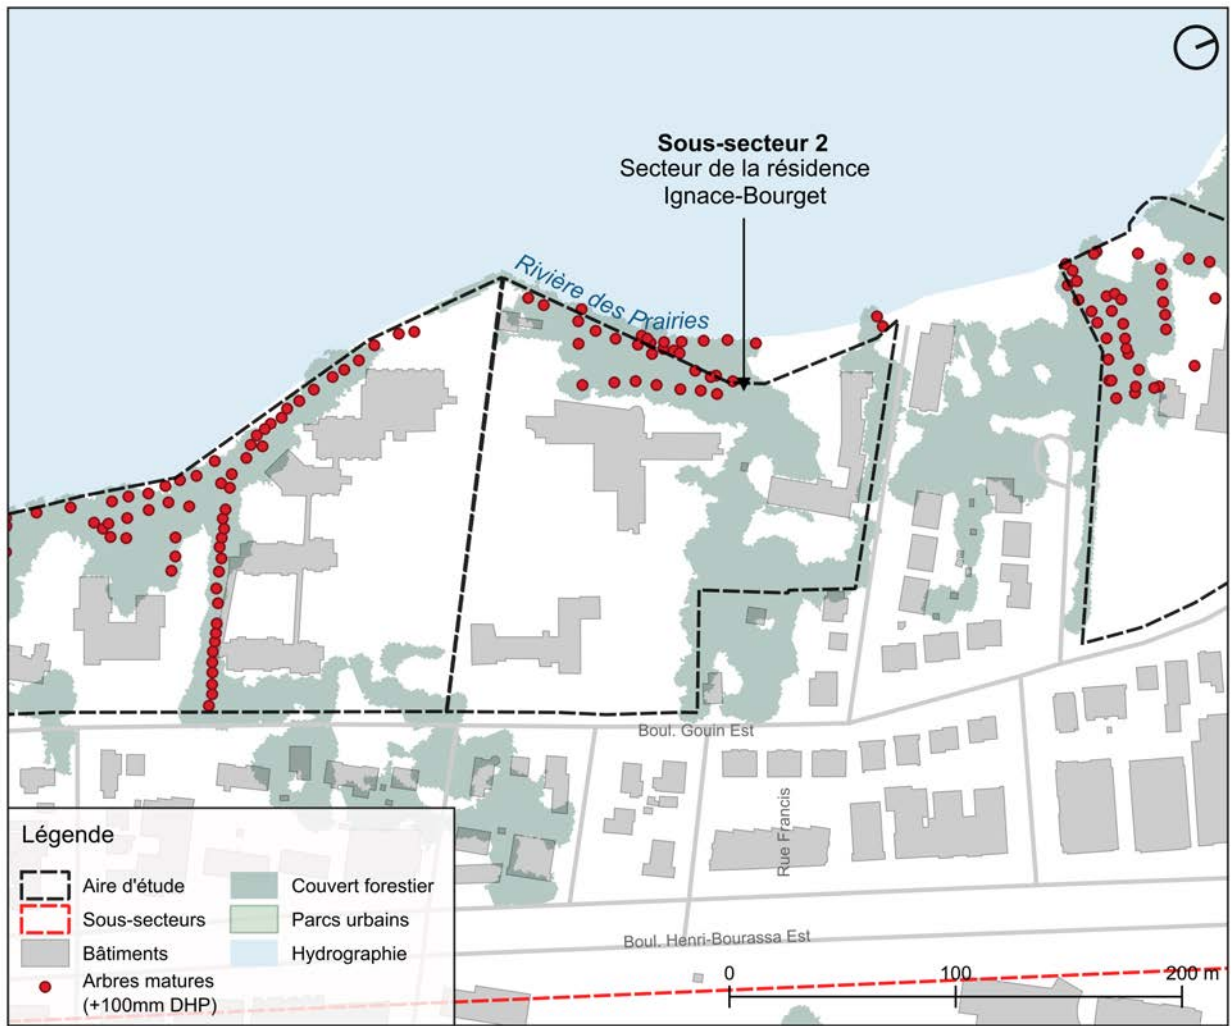 Sous-secteur 2
Secteur de la résidence
Ignace-Bourget
Rivière des Prairies
Boul. Gouin Est
Rue Francis
Boul. Henri-Bourassa Est
0 100 200 m
Légende
Aire d'étude
Sous-secteurs
Bâtiments
Arbres matures
(+100mm DHP)
Couvert forestier
Parcs urbains
Hydrographie